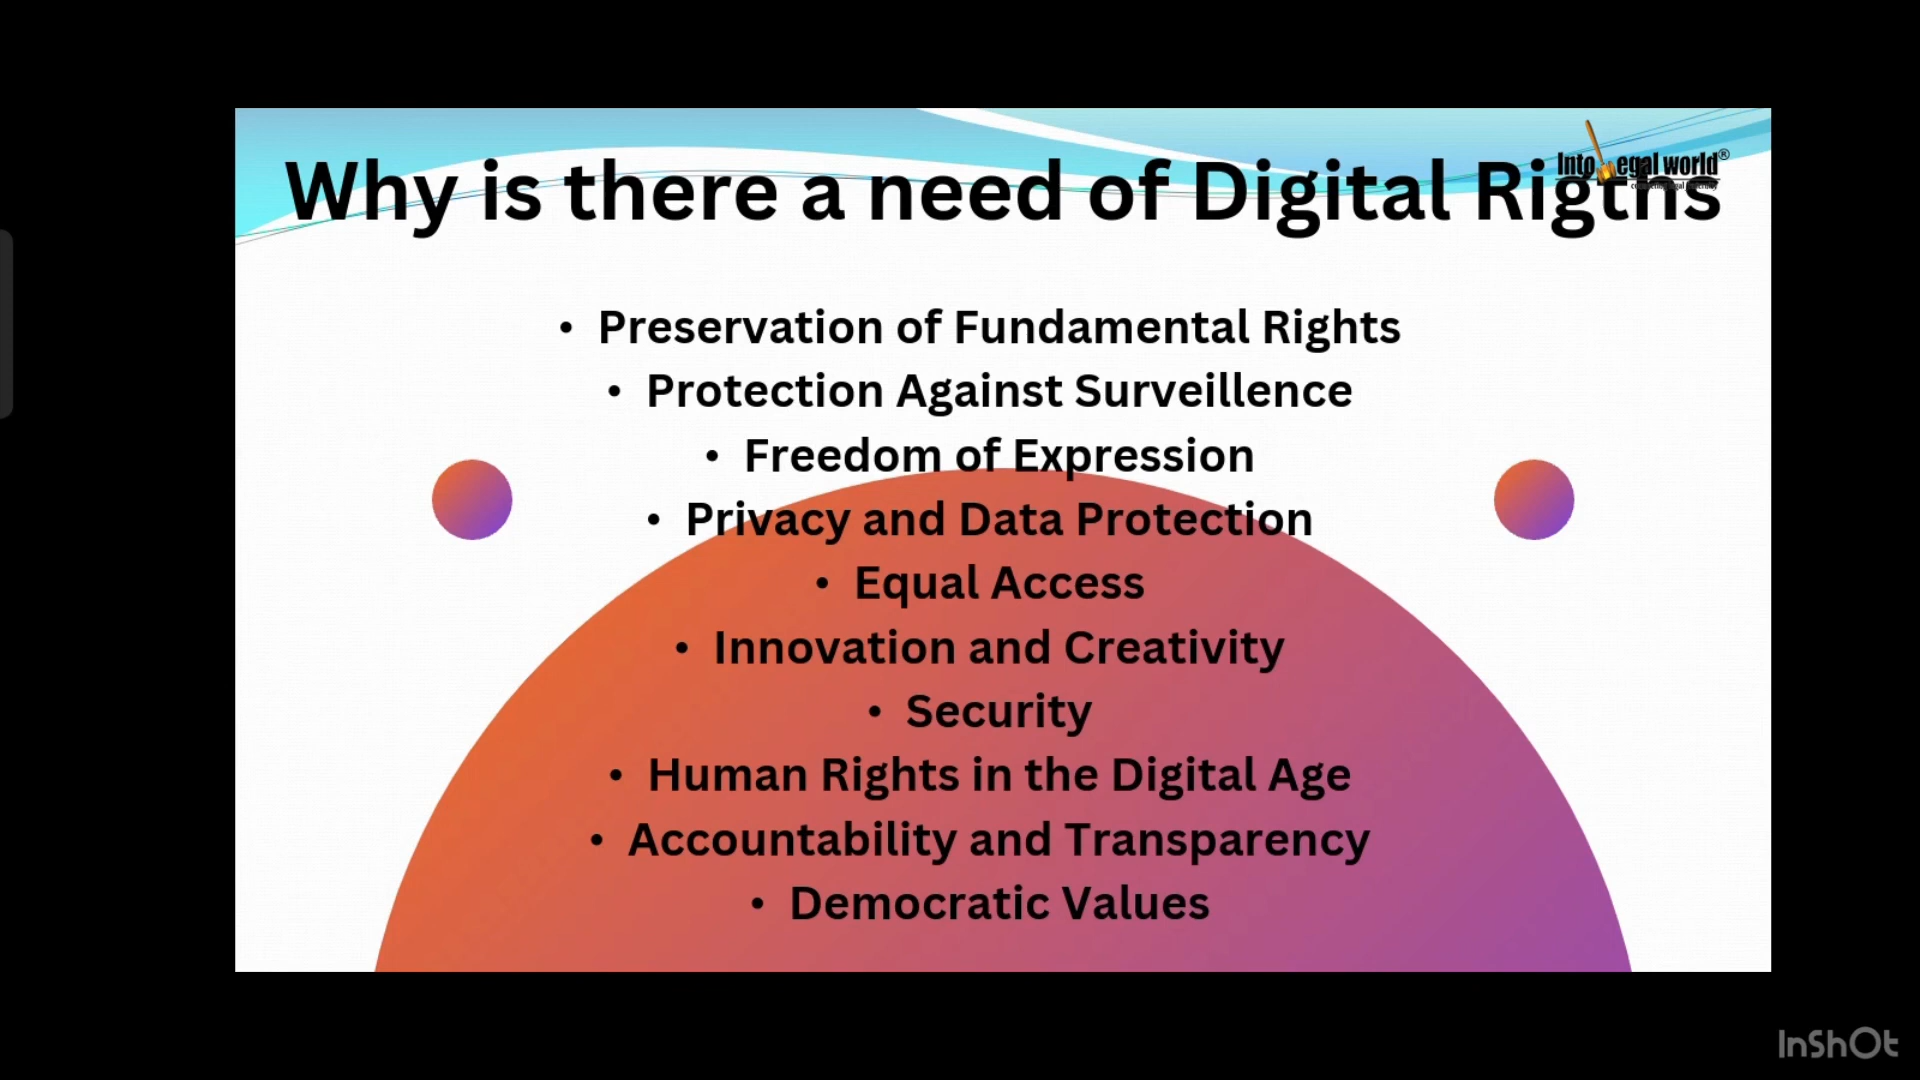 Into Legal world®
Why is there a need of Digital Rigths
• Preservation of Fundamental Rights
• Protection Against Surveillence
• Freedom of Expression
• Privacy and Data Protection
• Equal Access
• Innovation and Creativity
• Security
• Human Rights in the Digital Age
• Accountability and Transparency
• Democratic Values
InShOt